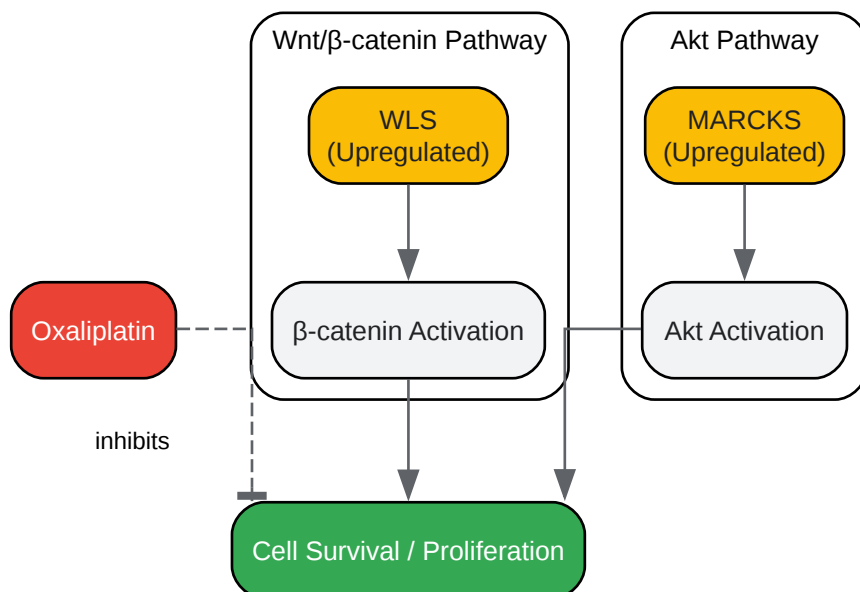 Wnt/β-catenin Pathway
Akt Pathway
WLS
(Upregulated)
MARCKS
(Upregulated)
Oxaliplatin
β-catenin Activation
Akt Activation
inhibits
Cell Survival / Proliferation